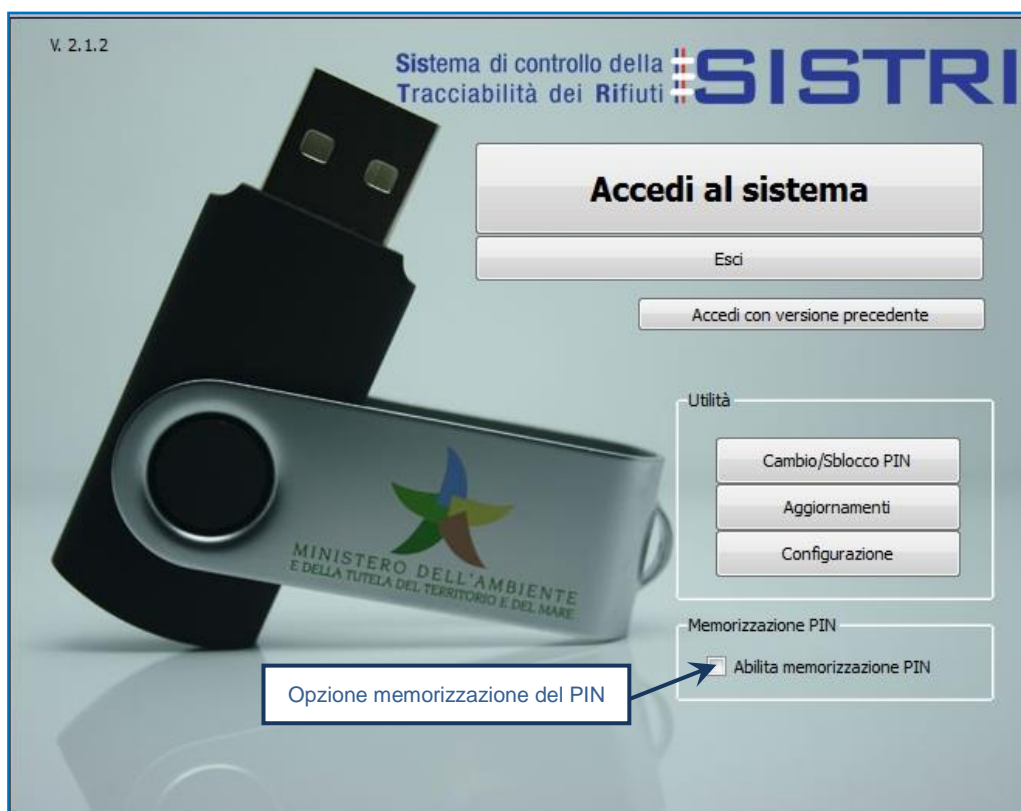 V. 2.1.2
Sistema di controllo della
Tracciabilità dei Rifiuti
SISTRI
Accedi al sistema
Esci
Accedi con versione precedente
Utilità
Cambio/Sblocco PIN
Aggiornamenti
Configurazione
MINISTERO DELL'AMBIENTE
E DELLA TUTELA DEL TERRITORIO E DEL MARE
Memorizzazione PIN
Abilita memorizzazione PIN
Opzione memorizzazione del PIN